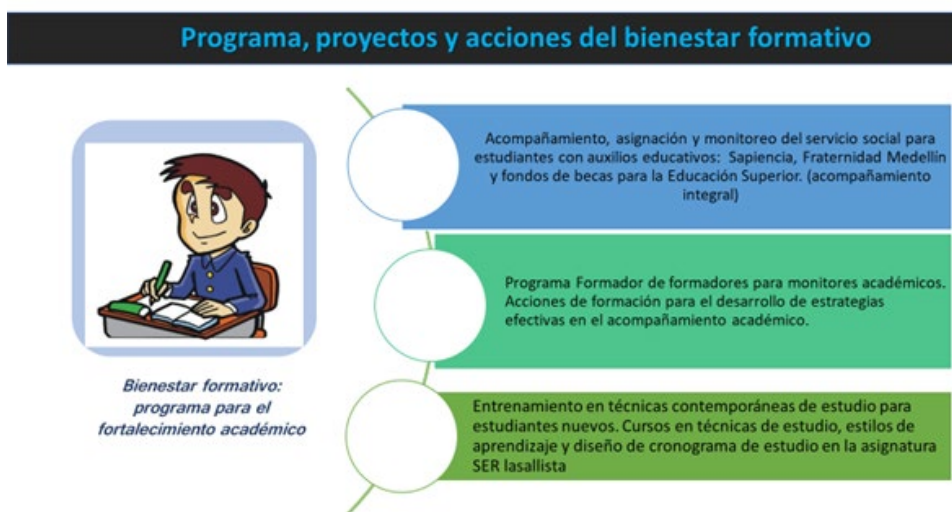 Programa, proyectos y acciones del bienestar formativo
Bienestar formativo:
programa para el
fortalecimiento académico
Acompañamiento, asignación y monitoreo del servicio social para
estudiantes con auxilios educativos: Sapiencia, Fraternidad Medellín
y fondos de becas para la Educación Superior. (acompañamiento
integral)
Programa Formador de formadores para monitores académicos.
Acciones de formación para el desarrollo de estrategias
efectivas en el acompañamiento académico.
Entrenamiento en técnicas contemporáneas de estudio para
estudiantes nuevos. Cursos en técnicas de estudio, estilos de
aprendizaje y diseño de cronograma de estudio en la asignatura
SER lasallista